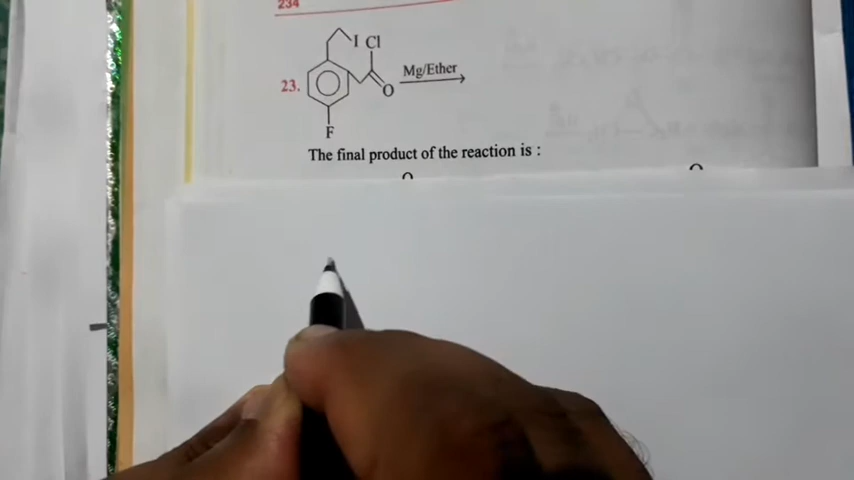 234
I Cl
23. Mg/Ether
O
F
The final product of the reaction is :
O O